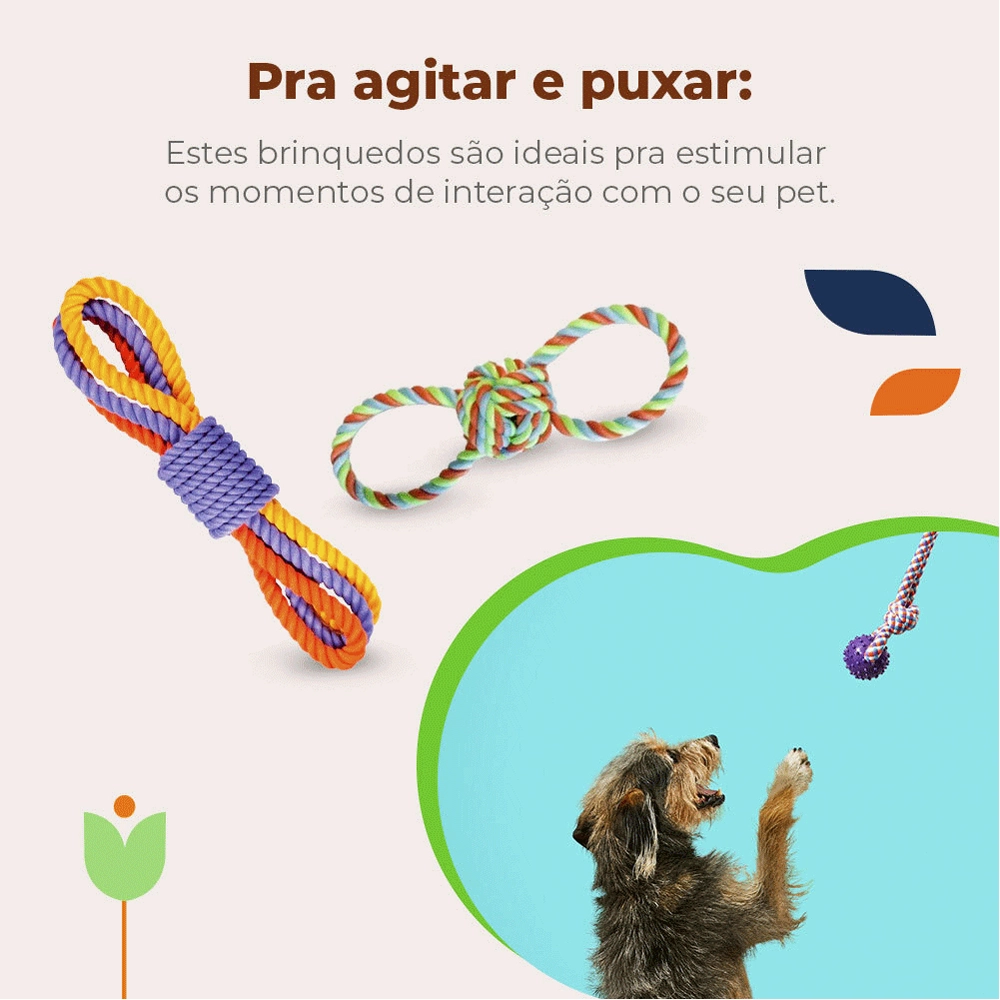 Pra agitar e puxar:
Estes brinquedos são ideais pra estimular
os momentos de interação com o seu pet.